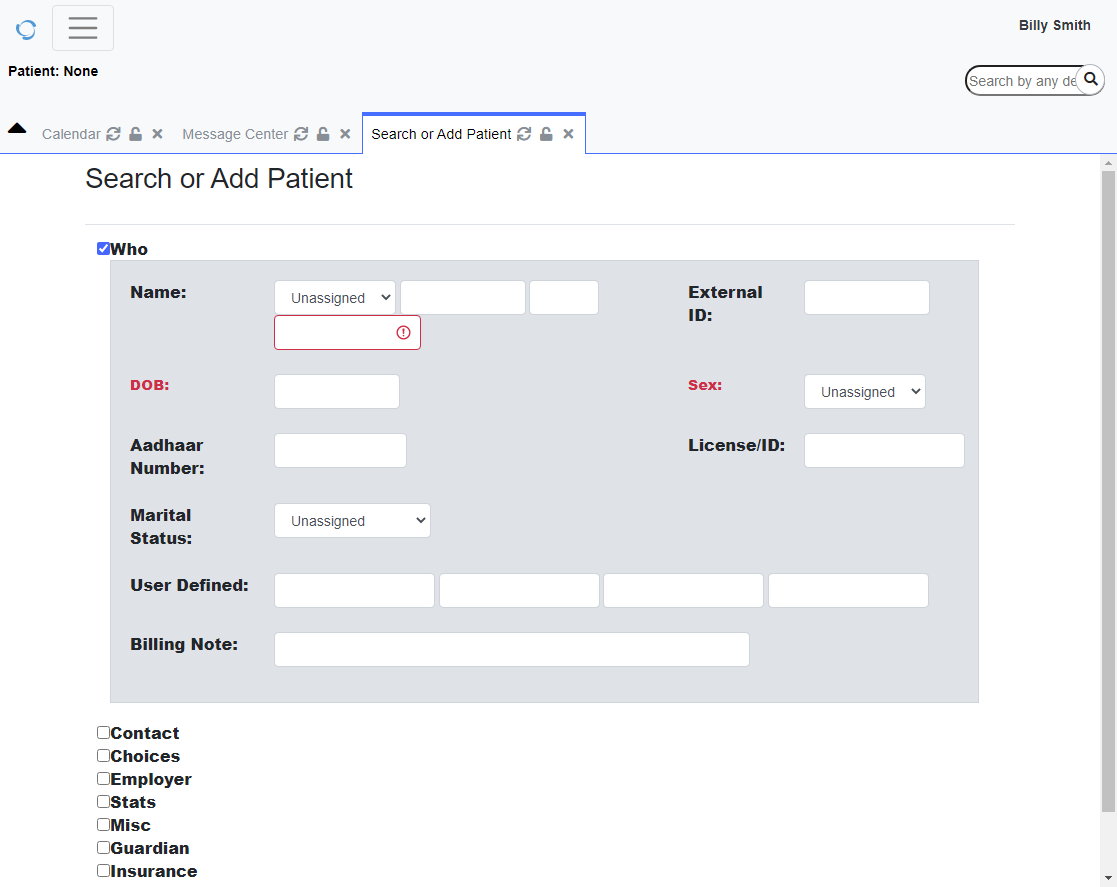 Billy Smith
Patient: None
Search by any de
Calendar Message Center Search or Add Patient
Search or Add Patient
Who
Name: Unassigned External ID:
DOB: Sex: Unassigned
Aadhaar Number: License/ID:
Marital Status: Unassigned
User Defined:
Billing Note:
Contact
Choices
Employer
Stats
Misc
Guardian
Insurance